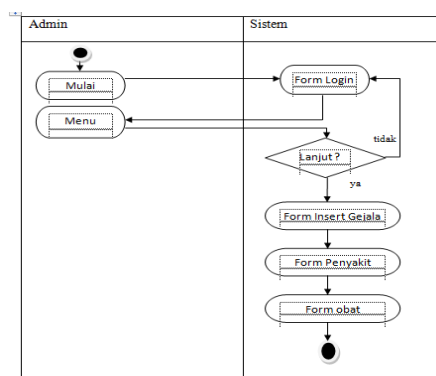 Admin
Sistem
Mulai
Form Login
Menu
tidak
Lanjut ?
ya
Form Insert Gejala
Form Penyakit
Form obat